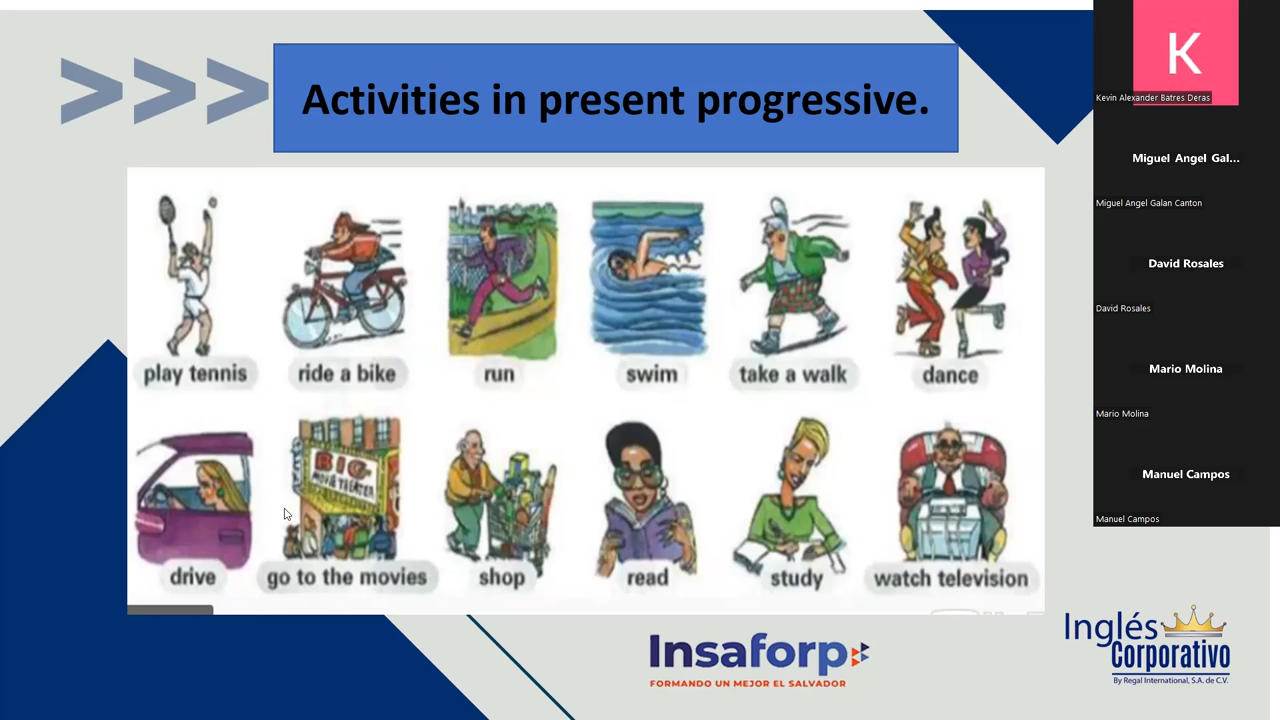 >>>
Activities in present progressive.
play tennis
ride a bike
run
swim
take a walk
dance
BIG
MOVIE THEATER
drive
go to the movies
shop
read
study
watch television
Insaforp
FORMANDO UN MEJOR EL SALVADOR
Inglés
Corporativo
By Regal International, S.A. de C.V.
K
Kevin Alexander Batres Deras
Miguel Angel Gal...
Miguel Angel Galan Canton
David Rosales
David Rosales
Mario Molina
Mario Molina
Manuel Campos
Manuel Campos